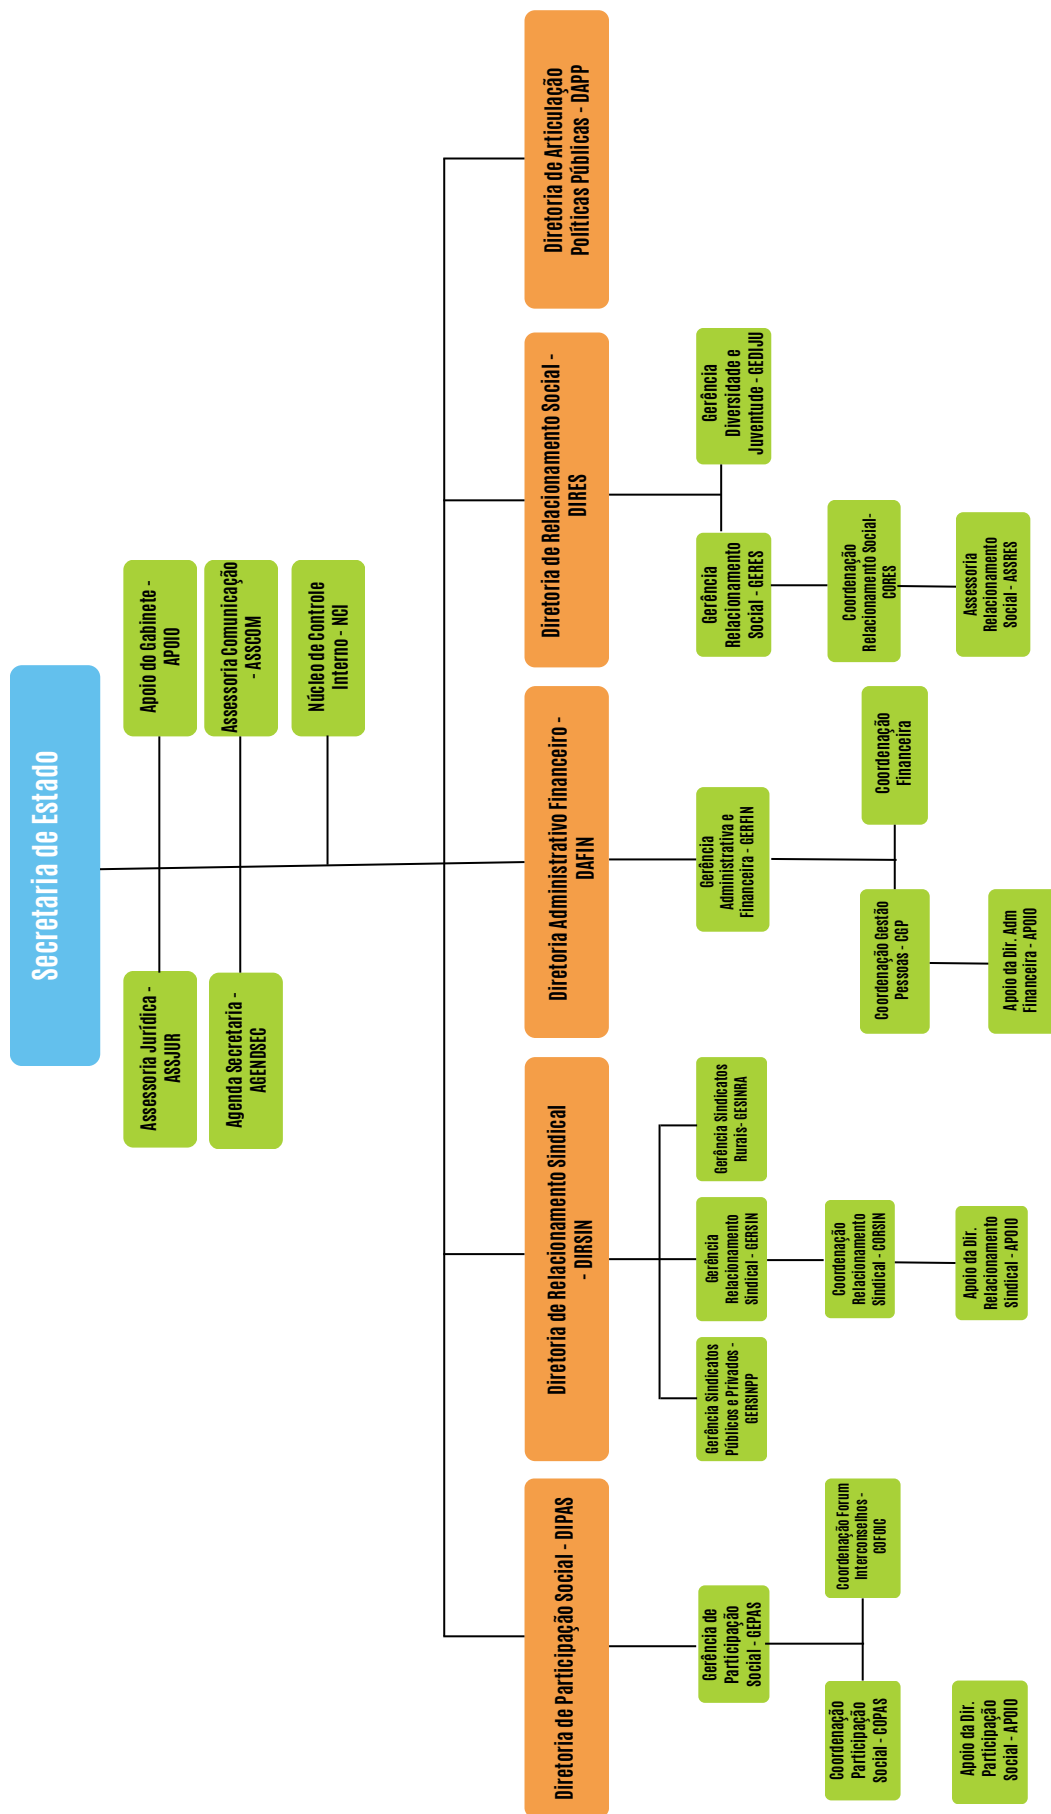 Secretaria de Estado
Assessoria Jurídica -
ASSJUR
Apoio do Gabinete -
APOIO
Agenda Secretaria -
AGENDSEC
Assessoria Comunicação
- ASSCOM
Núcleo de Controle
Interno - NCI
Diretoria de Participação Social - DIPAS
Diretoria de Relacionamento Sindical
- DIRSIN
Diretoria Administrativo Financeiro -
DAFIN
Diretoria de Relacionamento Social -
DIRES
Diretoria de Articulação
Políticas Públicas - DAPP
Gerência de
Participação
Social - GEPAS
Gerência Sindicatos
Públicos e Privados -
GERSINPP
Gerência
Relacionamento
Sindical - GERSIN
Gerência Sindicatos
Rurais- GESINRA
Gerência
Administrativa e
Financeira - GERFIN
Gerência
Relacionamento
Social - GERES
Gerência
Diversidade e
Juventude - GEDIJU
Coordenação
Participação
Social - COPAS
Coordenação Forum
Interconselhos -
COFOIC
Coordenação
Relacionamento
Sindical - CORSIN
Coordenação Gestão
Pessoas - CGP
Coordenação
Financeira
Coordenação
Relacionamento Social-
CORES
Apoio da Dir.
Participação
Social - APOIO
Apoio da Dir.
Relacionamento
Sindical - APOIO
Apoio da Dir. Adm
Financeira - APOIO
Assessoria
Relacionamento
Social - ASSRES